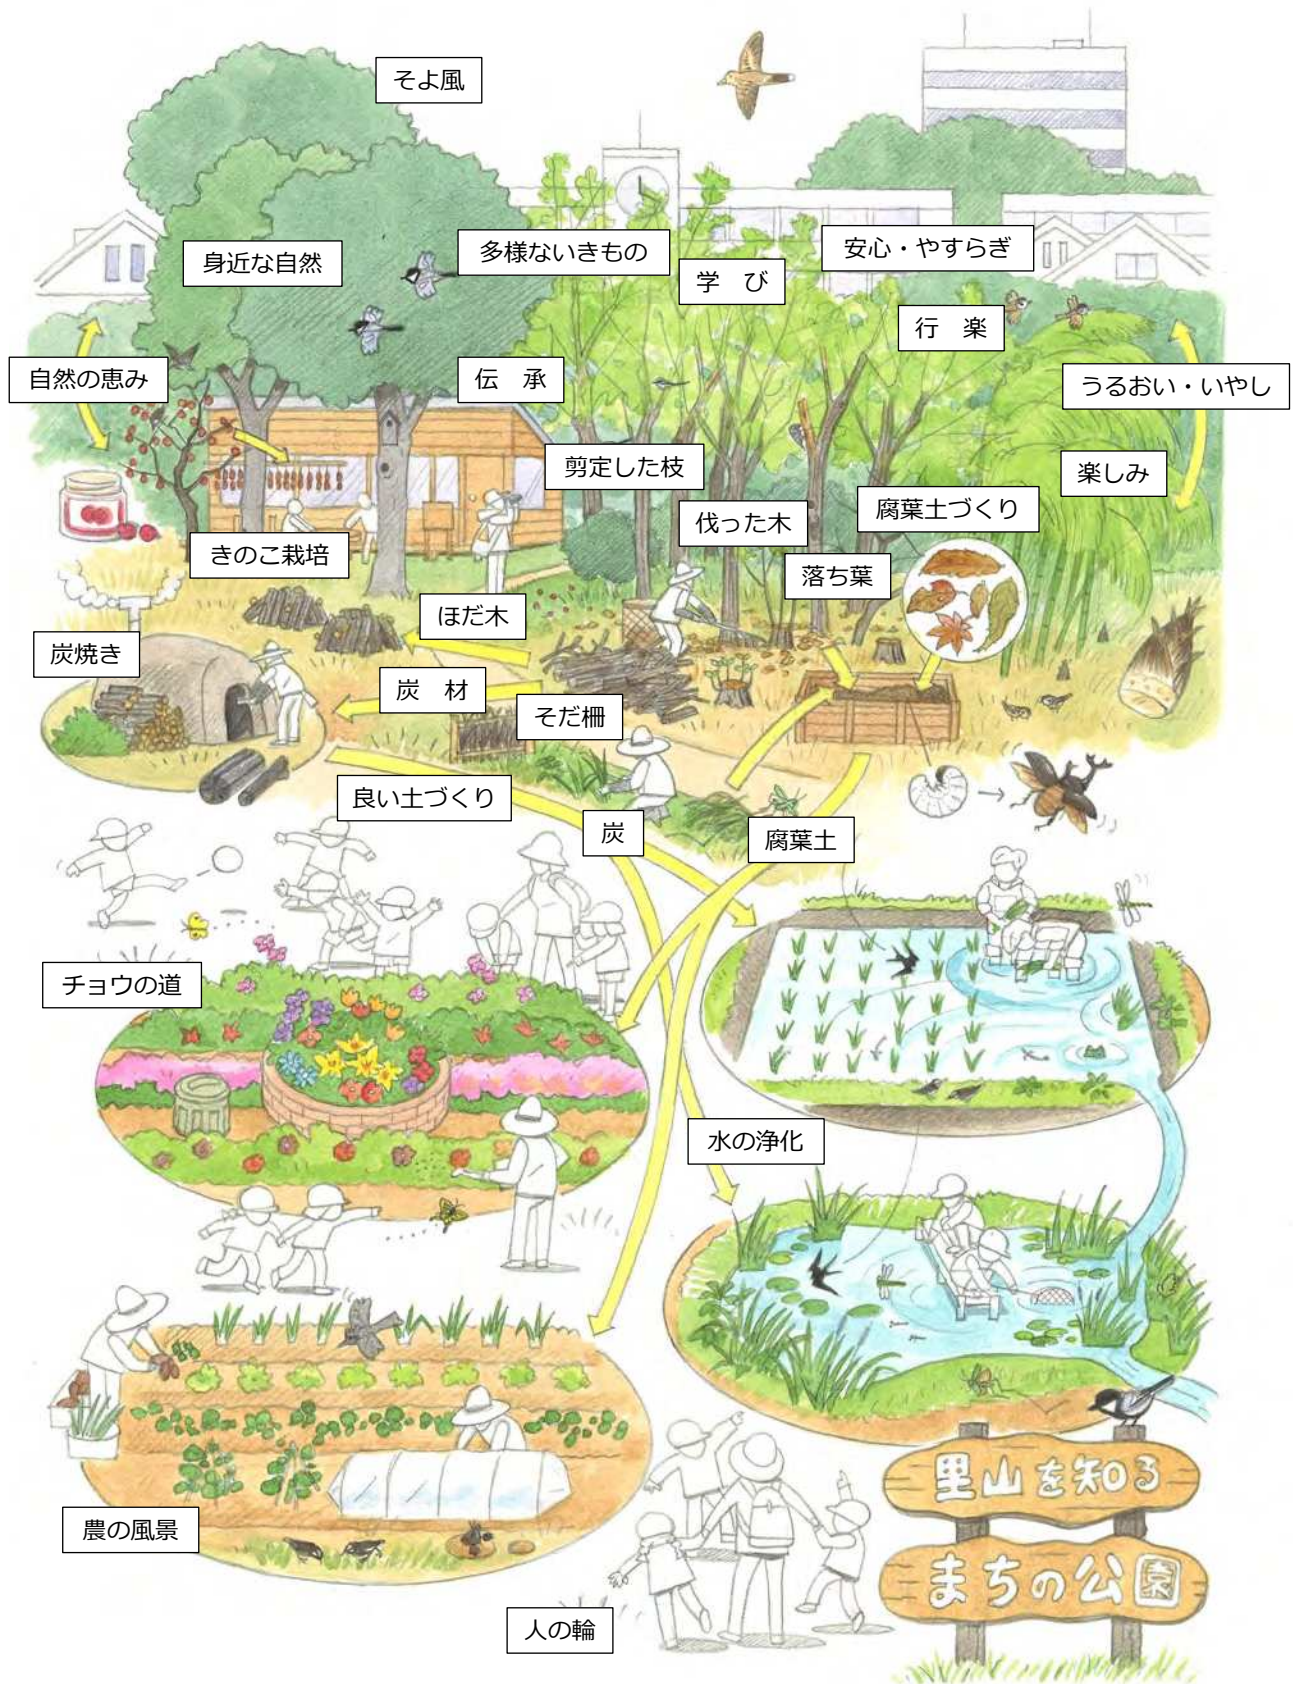 そよ風
多様ないきもの
安心・やすらぎ
身近な自然
学　び
行　楽
自然の恵み
伝　承
うるおい・いやし
剪定した枝
楽しみ
腐葉土づくり
伐った木
きのこ栽培
落ち葉
ほだ木
炭焼き
炭　材
そだ柵
良い土づくり
炭
腐葉土
チョウの道
水の浄化
農の風景
人の輪
里山を知る
まちの公園